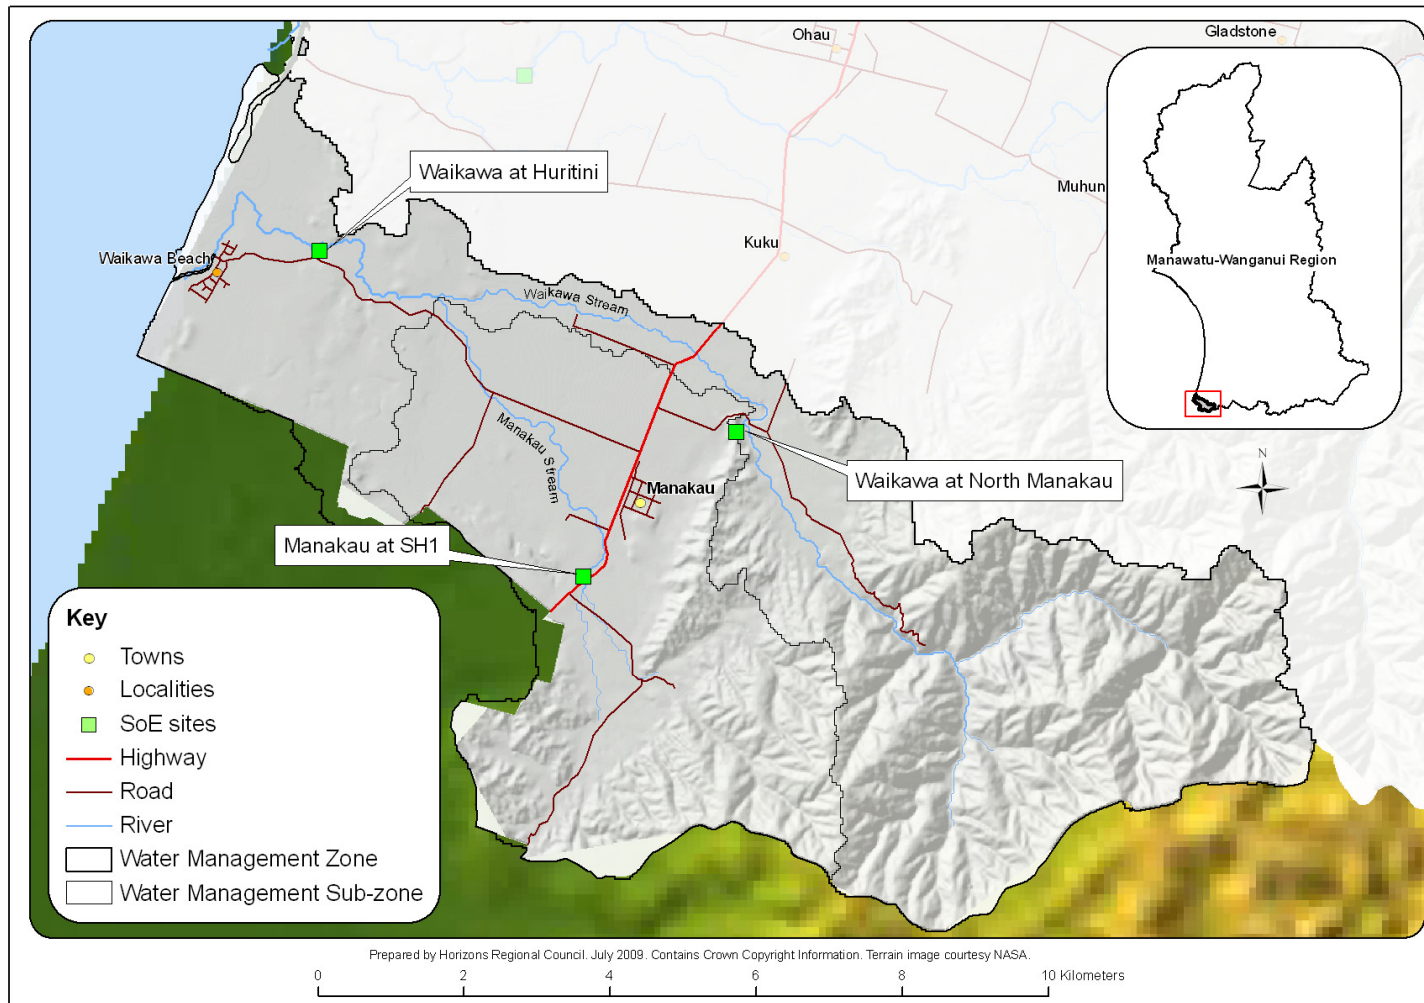 Ohau
Gladstone
Waikawa at Huritini
Muhun
Kuku
Manawatu-Wanganui Region
Waikawa Beach
Waikawa Stream
Manakau Stream
N
Waikawa at North Manakau
Manakau
Manakau at SH1
Key
Towns
Localities
SoE sites
Highway
Road
River
Water Management Zone
Water Management Sub-zone
Prepared by Horizons Regional Council. July 2009. Contains Crown Copyright Information. Terrain image courtesy NASA.
0 2 4 6 8 10 Kilometers